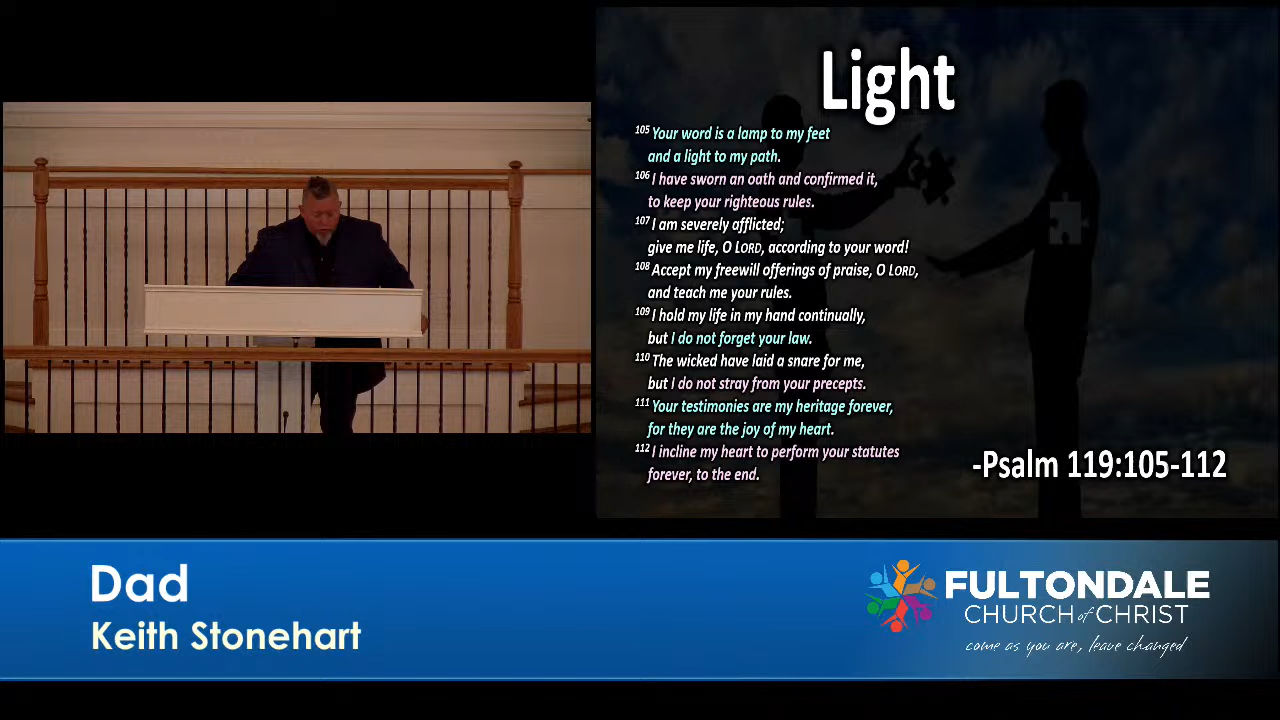 Light
105 Your word is a lamp to my feet
and a light to my path.
106 I have sworn an oath and confirmed it,
to keep your righteous rules.
107 I am severely afflicted;
give me life, O LORD, according to your word!
108 Accept my freewill offerings of praise, O LORD,
and teach me your rules.
109 I hold my life in my hand continually,
but I do not forget your law.
110 The wicked have laid a snare for me,
but I do not stray from your precepts.
111 Your testimonies are my heritage forever,
for they are the joy of my heart.
112 I incline my heart to perform your statutes
forever, to the end.
-Psalm 119:105-112
Dad
Keith Stonehart
FULTONDALE
CHURCH of CHRIST
come as you are, leave changed